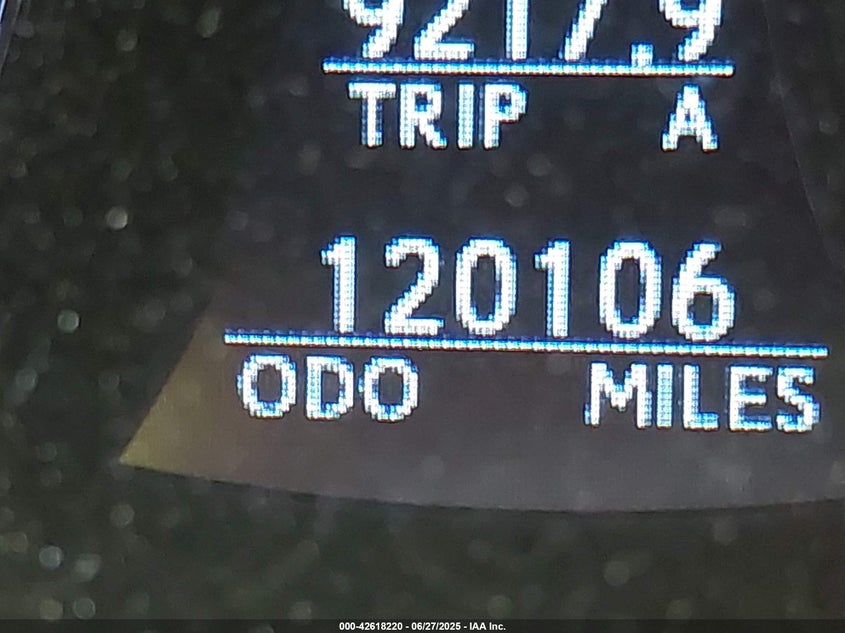 9217.9
TRIP A
120106
ODO MILES
000-42618220 - 06/27/2025 - IAA Inc.